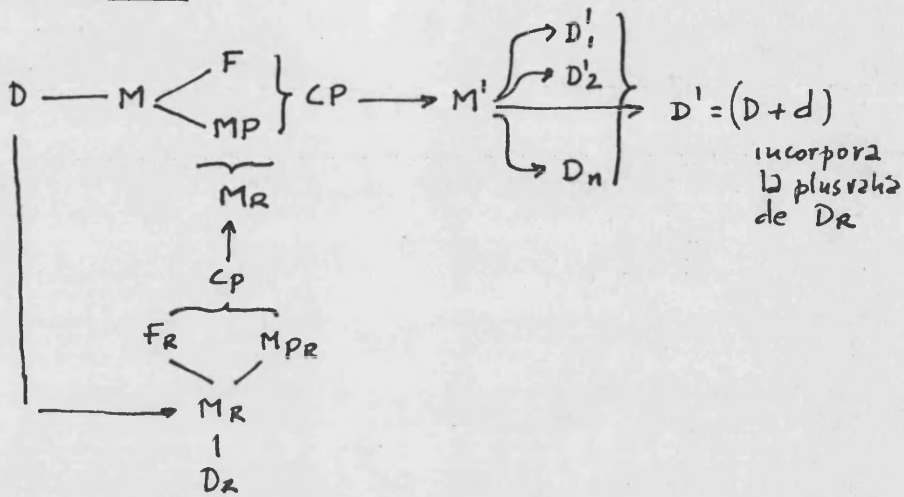 D — M F MP } CP → M' D'1 D'2 Dn } D' = (D + d)
incorpora
la plusvalía
de DR
MR
CP
FR MPR
MR
DR